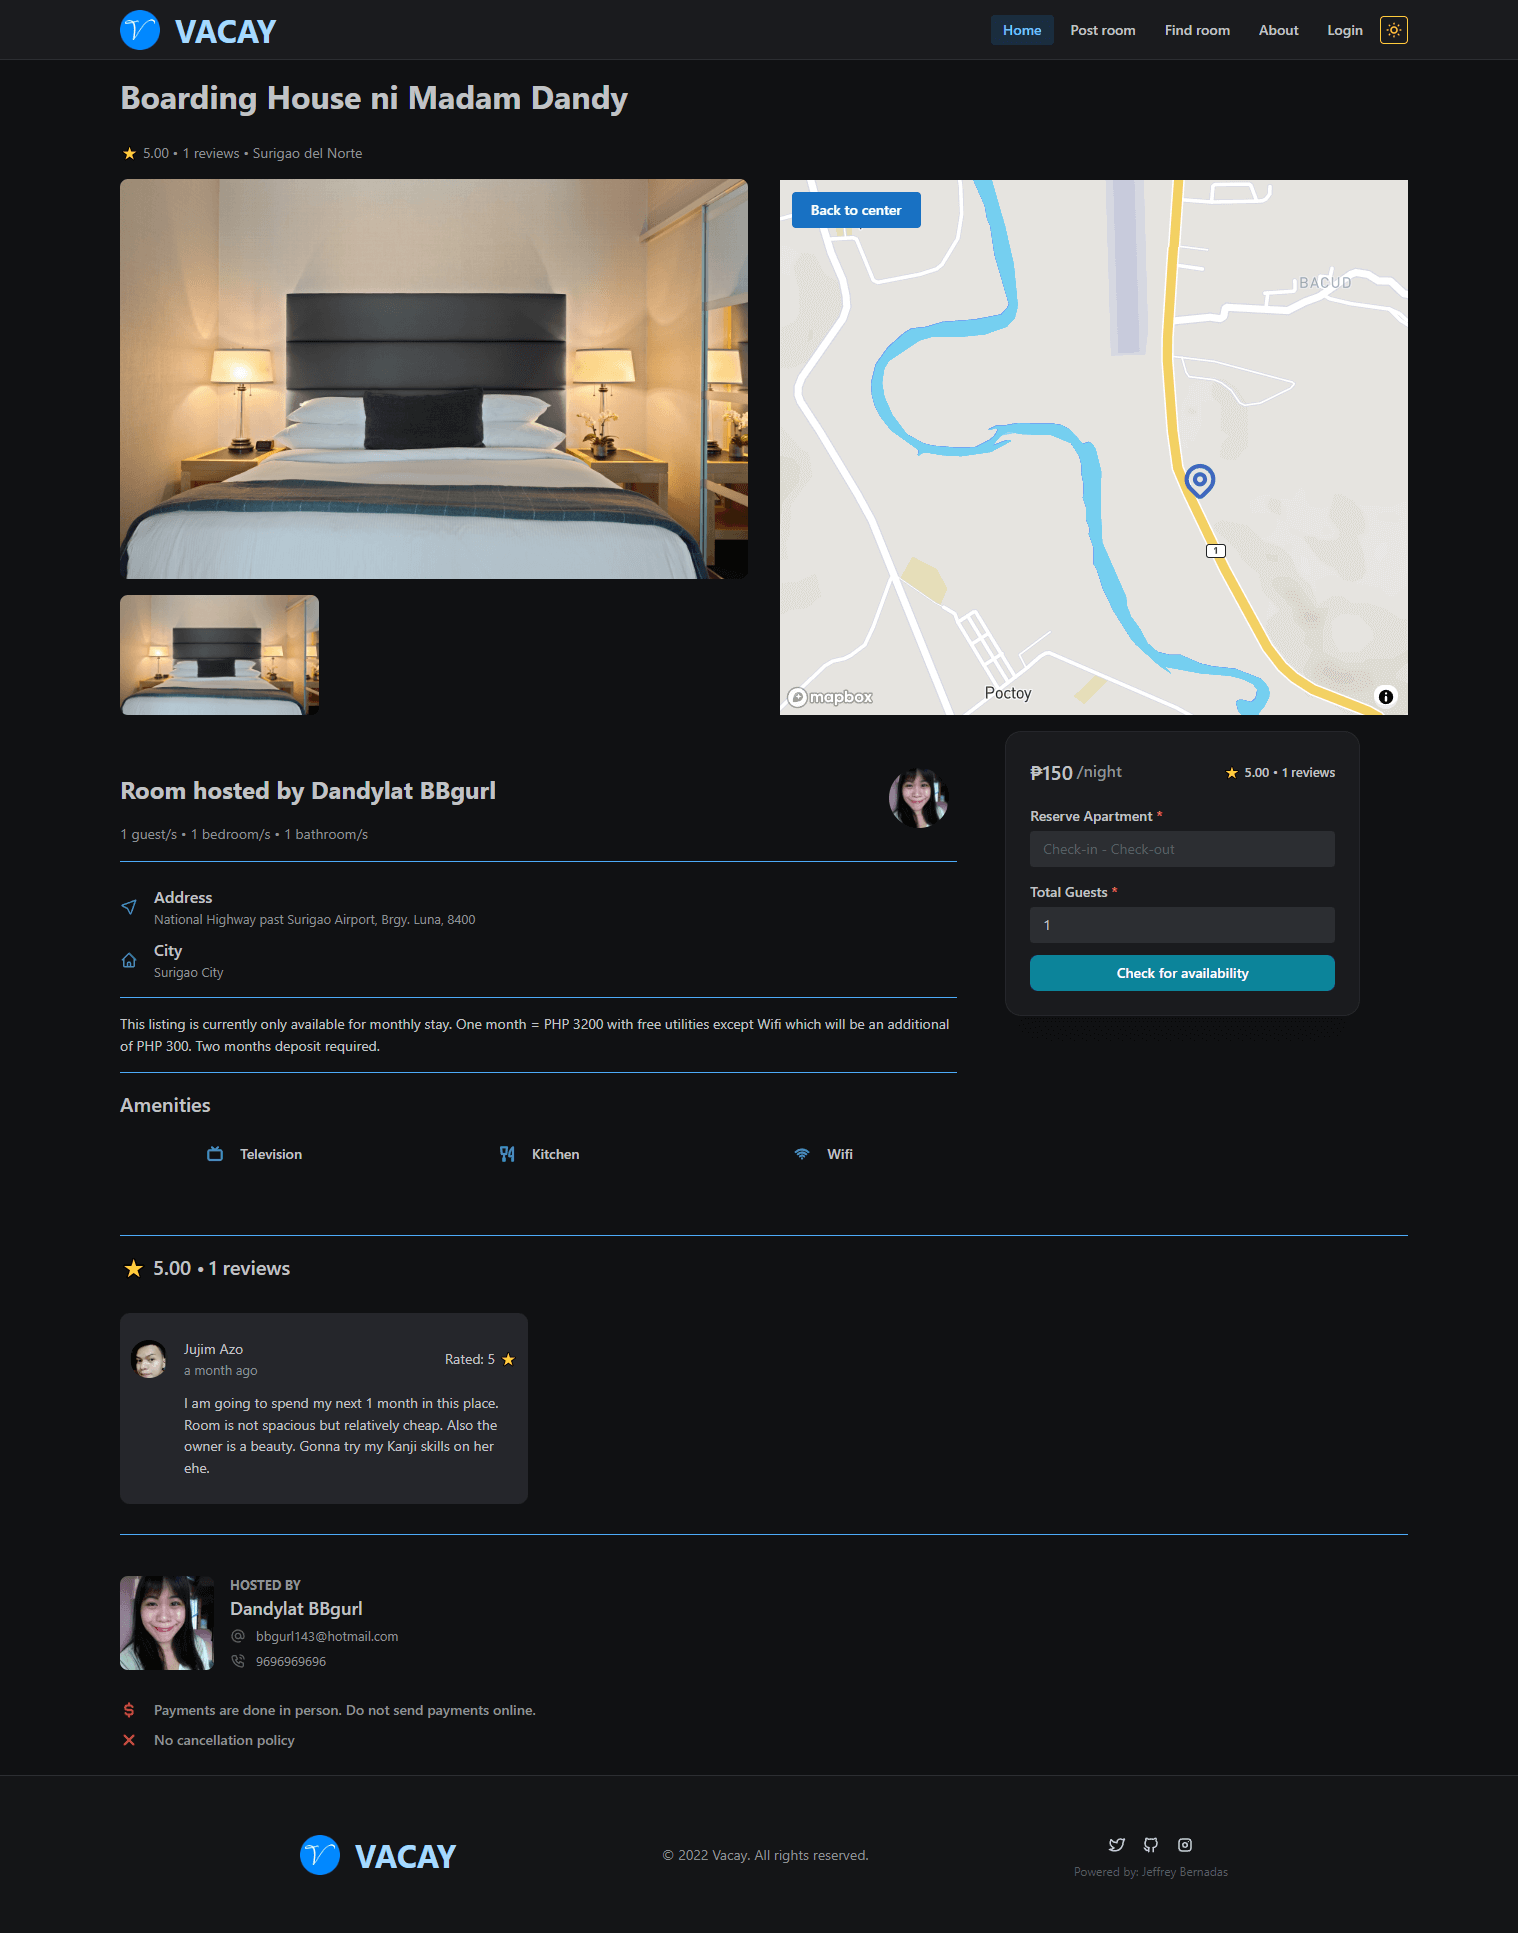 VACAY
Home
Post room
Find room
About
Login
Boarding House ni Madam Dandy
5.00 • 1 reviews • Surigao del Norte
Back to center
BACUD
1
Poctoy
mapbox
₱150 /night
5.00 • 1 reviews
Reserve Apartment *
Check-in - Check-out
Total Guests *
1
Check for availability
Room hosted by Dandylat BBgurl
1 guest/s • 1 bedroom/s • 1 bathroom/s
Address
National Highway past Surigao Airport, Brgy. Luna, 8400
City
Surigao City
This listing is currently only available for monthly stay. One month = PHP 3200 with free utilities except Wifi which will be an additional
of PHP 300. Two months deposit required.
Amenities
Television
Kitchen
Wifi
5.00 • 1 reviews
Jujim Azo
a month ago
Rated: 5
I am going to spend my next 1 month in this place.
Room is not spacious but relatively cheap. Also the
owner is a beauty. Gonna try my Kanji skills on her
ehe.
HOSTED BY
Dandylat BBgurl
bbgurl143@hotmail.com
9696969696
Payments are done in person. Do not send payments online.
No cancellation policy
VACAY
© 2022 Vacay. All rights reserved.
Powered by: Jeffrey Bernadas